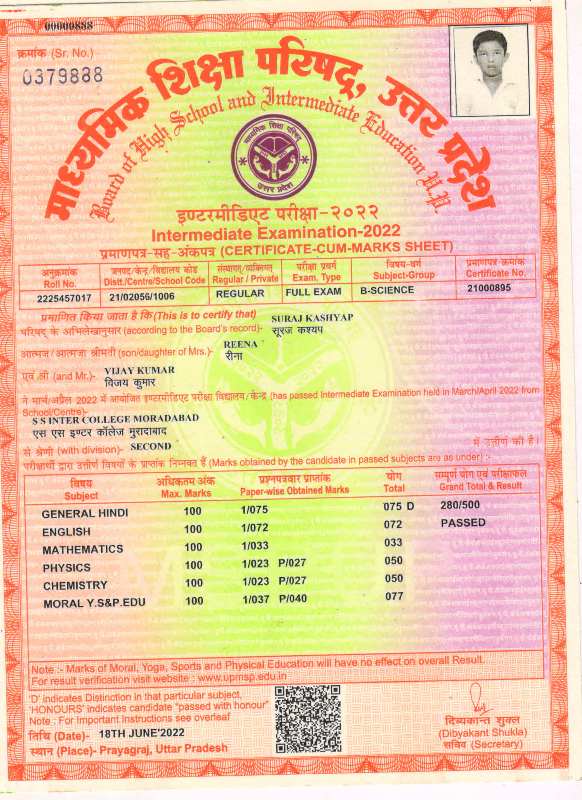 00000888
क्रमांक (Sr. No.)
0379888
माध्यमिक शिक्षा परिषद्, उत्तर प्रदेश
Board of High School and Intermediate Education U.P.
माध्यमिक शिक्षा परिषद
उत्तर प्रदेश
इण्टरमीडिएट परीक्षा-२०२२
Intermediate Examination-2022
प्रमाणपत्र-सह-अंकपत्र (CERTIFICATE-CUM-MARKS SHEET)
अनुक्रमांक जनपद/केन्द्र/विद्यालय कोड संस्थागत/व्यक्तिगत परीक्षा प्रवर्ग विषय-वर्ग प्रमाणपत्र-क्रमांक
Roll No. Distt./Centre/School Code Regular / Private Exam. Type Subject-Group Certificate No.
2225457017 21/02056/1006 REGULAR FULL EXAM B-SCIENCE 21000895
प्रमाणित किया जाता है कि(This is to certify that) SURAJ KASHYAP
परिषद् के अभिलेखानुसार (according to the Board's record)- सूरज कश्यप
आत्मज/आत्मजा श्रीमती (son/daughter of Mrs.)- REENA
रीना
एवं श्री (and Mr.)- VIJAY KUMAR
विजय कुमार
ने मार्च/अप्रैल 2022 में आयोजित इण्टरमीडिएट परीक्षा विद्यालय/केन्द्र (has passed Intermediate Examination held in March/April 2022 from
School/Centre)-
S S INTER COLLEGE MORADABAD
एस एस इण्टर कॉलेज मुरादाबाद
से श्रेणी (with division)- SECOND में उत्तीर्ण की है।
परीक्षार्थी द्वारा उत्तीर्ण विषयों के प्राप्तांक निम्नवत हैं (Marks obtained by the candidate in passed subjects are as under) :-
विषय अधिकतम अंक प्रश्नपत्रवार प्राप्तांक योग सम्पूर्ण योग एवं परीक्षाफल
Subject Max. Marks Paper-wise Obtained Marks Total Grand Total & Result
GENERAL HINDI 100 1/075 075 D 280/500
ENGLISH 100 1/072 072 PASSED
MATHEMATICS 100 1/033 033
PHYSICS 100 1/023 P/027 050
CHEMISTRY 100 1/023 P/027 050
MORAL Y.S&P.EDU 100 1/037 P/040 077
Note :- Marks of Moral, Yoga, Sports and Physical Education will have no effect on overall Result.
For result verification visit website : www.upmsp.edu.in
'D' indicates Distinction in that particular subject,
'HONOURS' indicates candidate "passed with honour"
Note : For Important Instructions see overleaf
तिथि (Date)- 18TH JUNE'2022
स्थान (Place)- Prayagraj, Uttar Pradesh
दिव्यकान्त शुक्ल
(Dibyakant Shukla)
सचिव (Secretary)